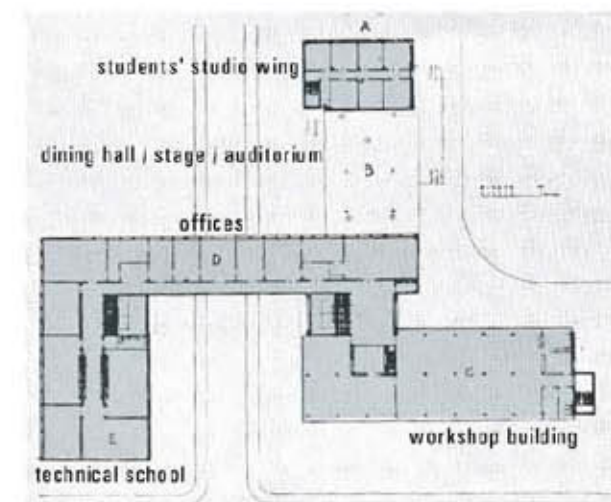 A
students' studio wing
dining hall / stage / auditorium
B
offices
D
C
workshop building
E
technical school